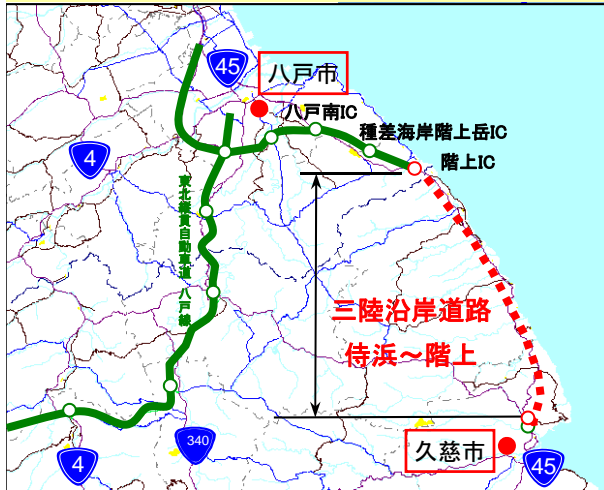 45
八戸市
八戸南IC
種差海岸階上岳IC
階上IC
4
東北縦貫自動車道 八戸線
三陸沿岸道路
侍浜～階上
340
久慈市
4
45